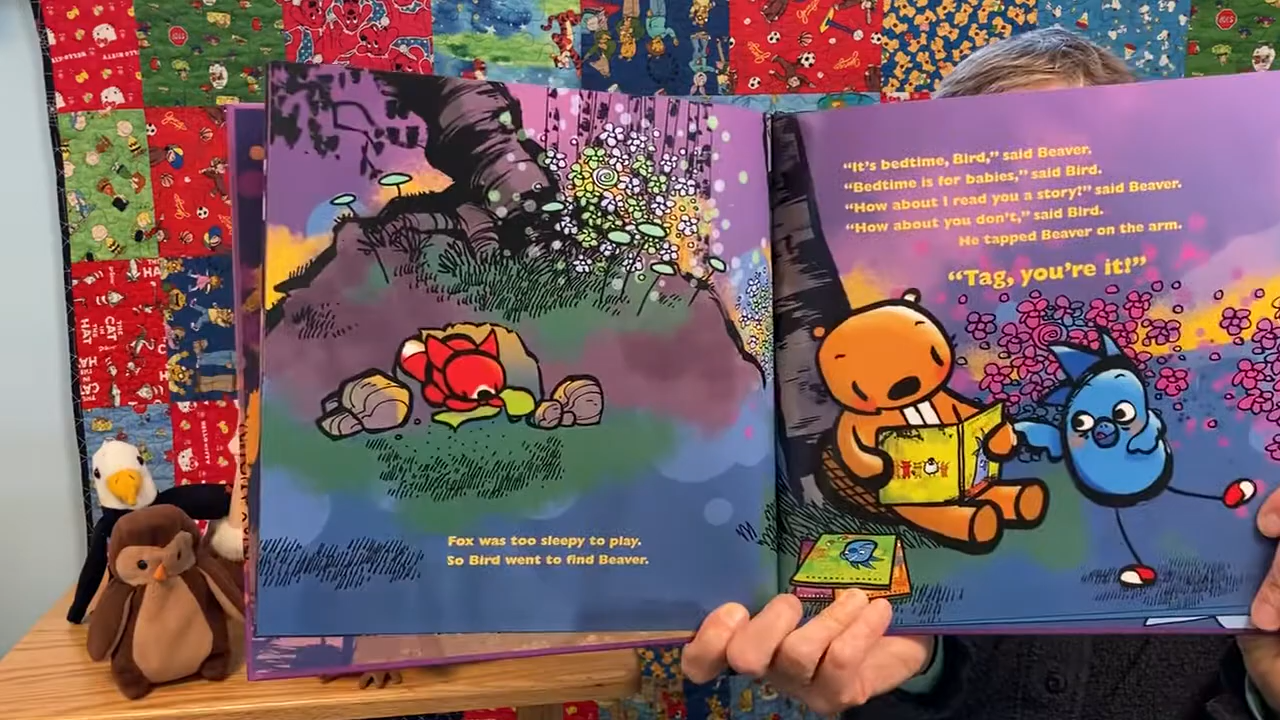 Fox was too sleepy to play.
So Bird went to find Beaver.
“It’s bedtime, Bird,” said Beaver.
“Bedtime is for babies,” said Bird.
“How about I read you a story?” said Beaver.
“How about you don’t,” said Bird.
He tapped Beaver on the arm.
“Tag, you’re it!”